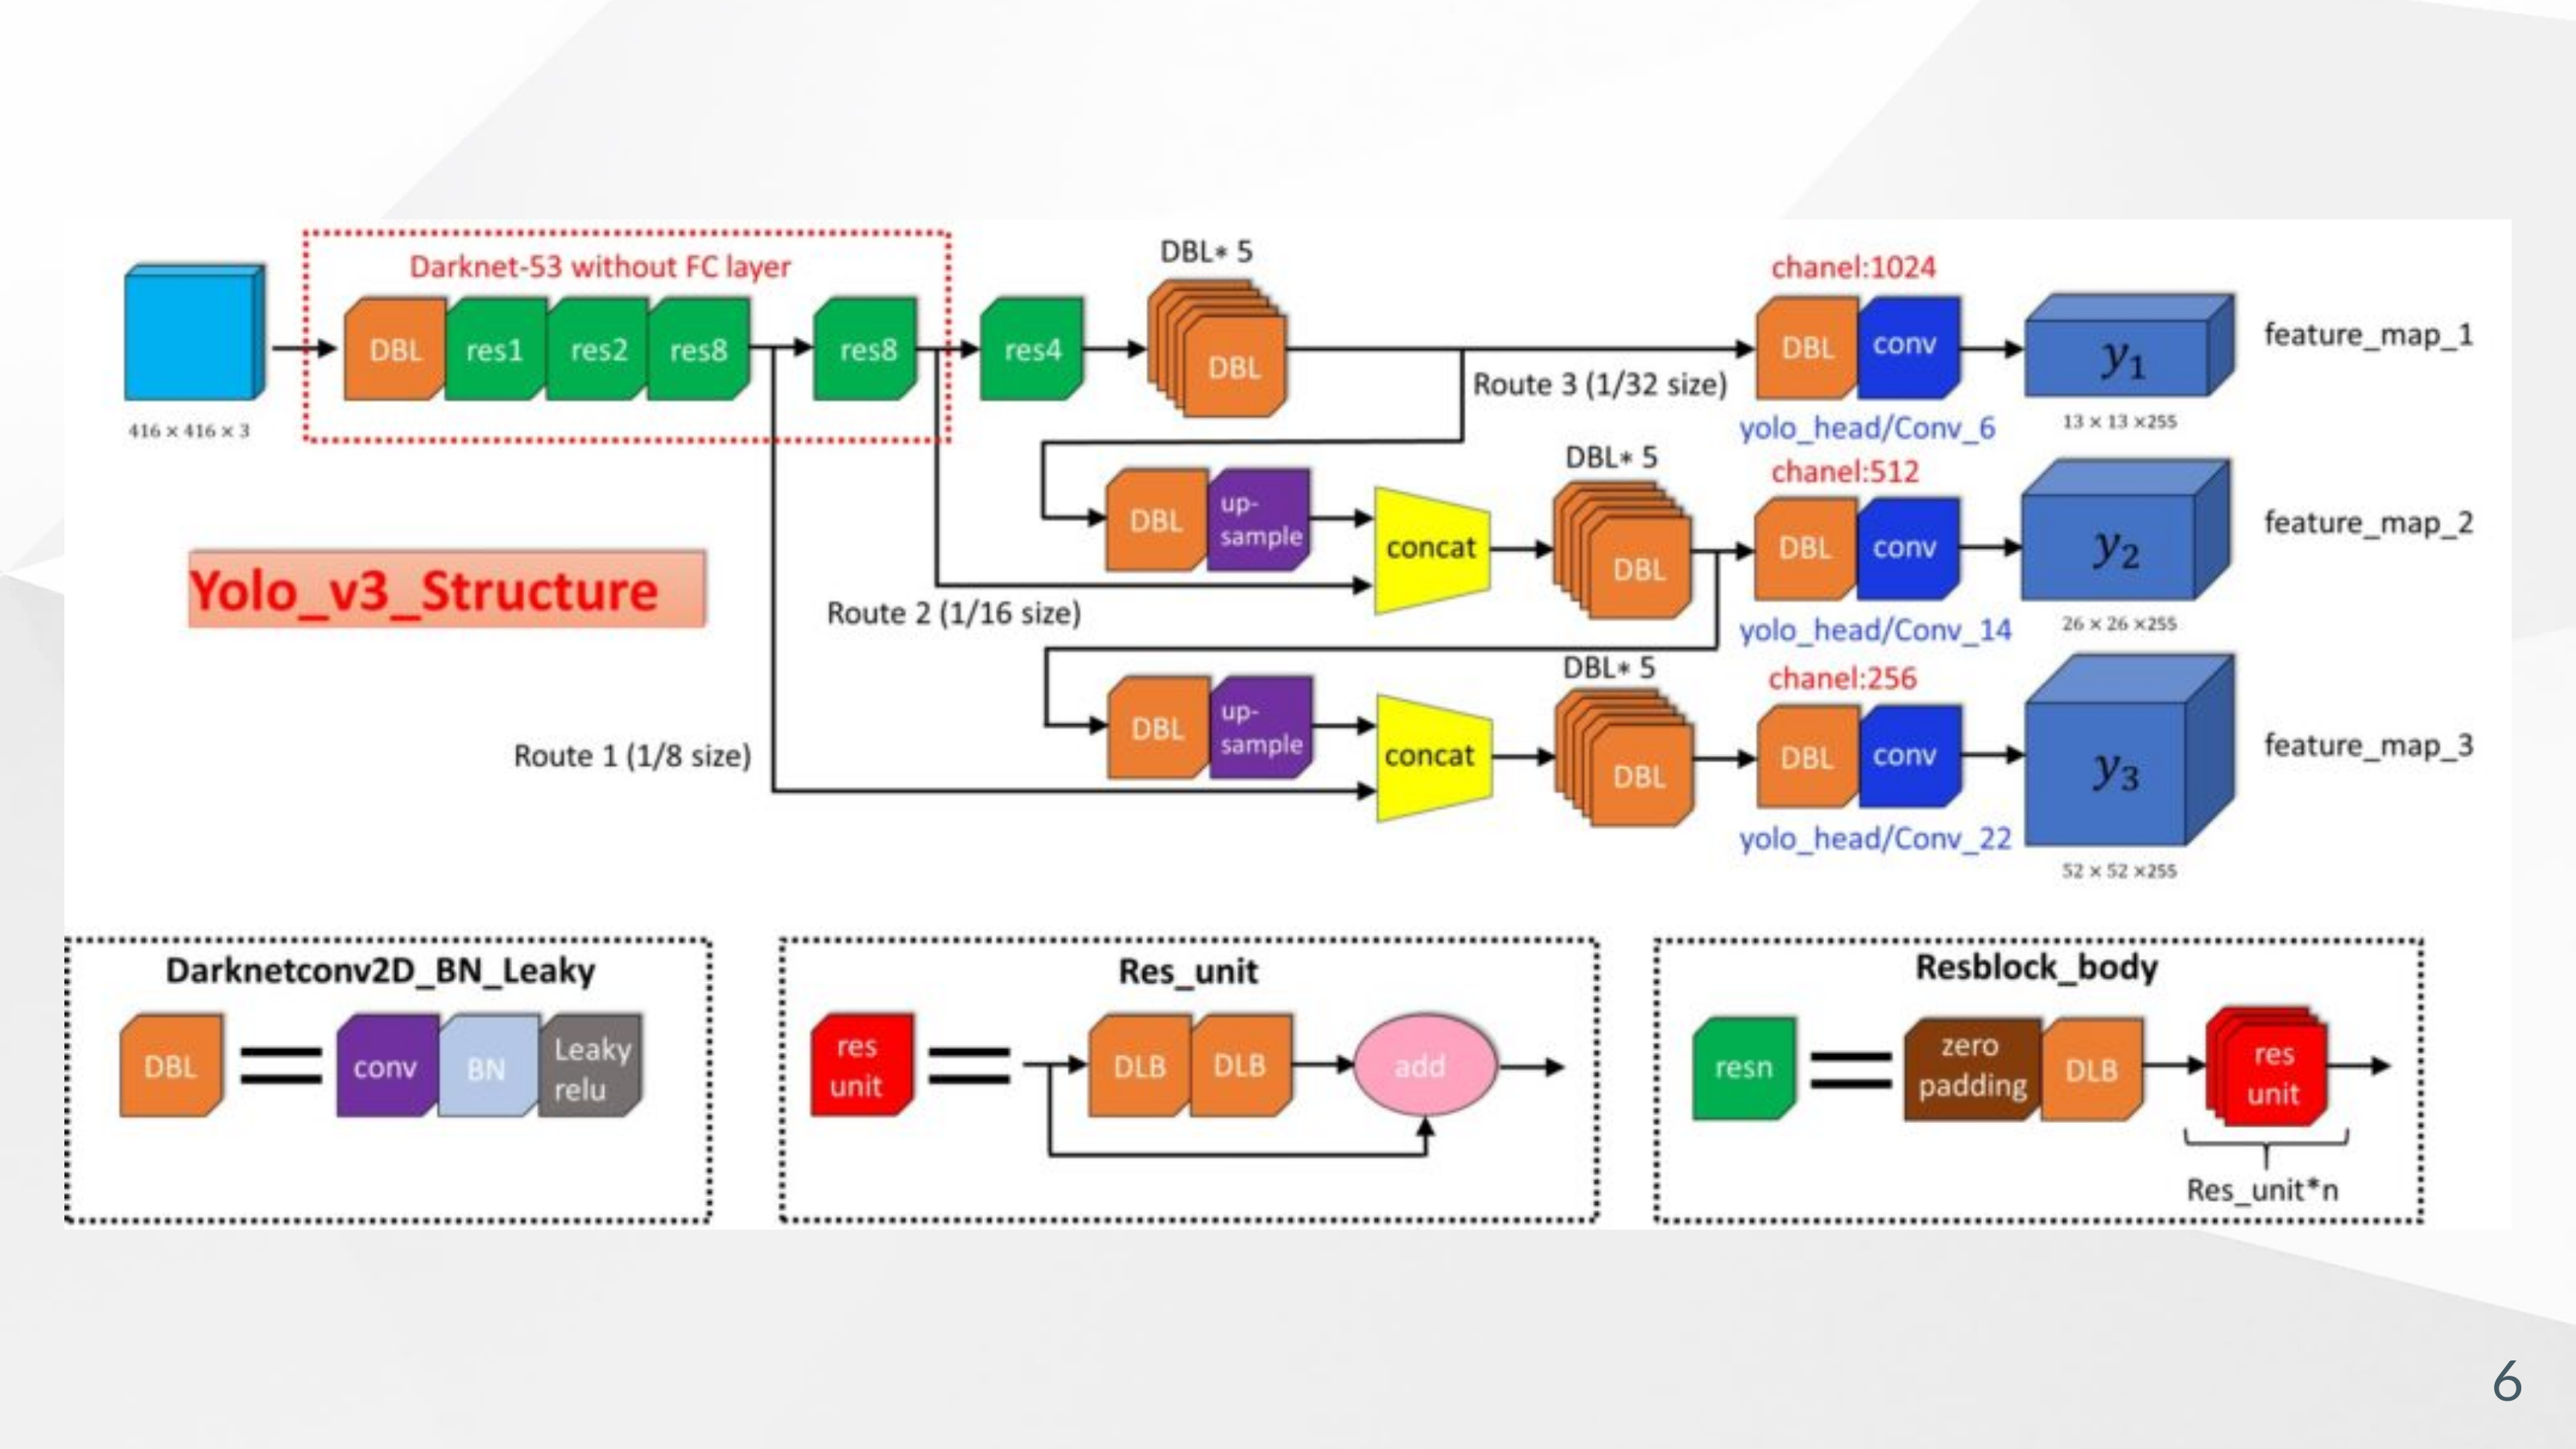 Darknet-53 without FC layer
DBL
res1
res2
res8
res8
res4
DBL* 5
DBL
416 × 416 × 3
Route 3 (1/32 size)
chanel:1024
DBL
conv
yolo_head/Conv_6
y1
13 × 13 ×255
feature_map_1
DBL
up-
sample
concat
DBL* 5
DBL
chanel:512
DBL
conv
yolo_head/Conv_14
y2
26 × 26 ×255
feature_map_2
Yolo_v3_Structure
Route 2 (1/16 size)
Route 1 (1/8 size)
DBL
up-
sample
concat
DBL* 5
DBL
chanel:256
DBL
conv
yolo_head/Conv_22
y3
52 × 52 ×255
feature_map_3
Darknetconv2D_BN_Leaky
DBL
conv
BN
Leaky
relu
Res_unit
res
unit
DLB
DLB
add
Resblock_body
resn
zero
padding
DLB
res
unit
Res_unit*n
6